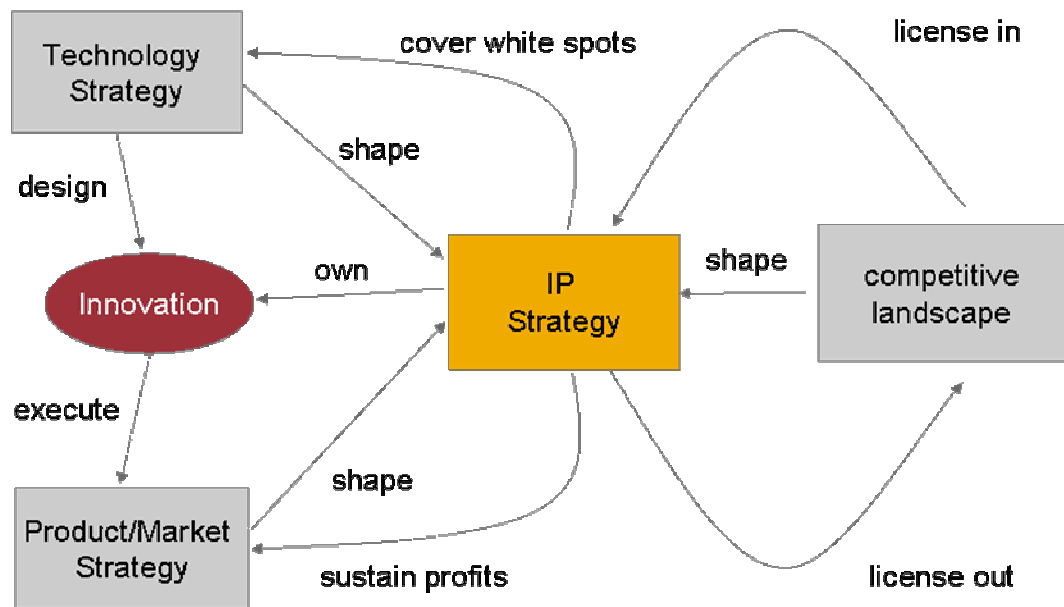 Technology
Strategy
cover white spots
license in
shape
design
own
shape
Innovation
IP
Strategy
competitive
landscape
execute
shape
Product/Market
Strategy
sustain profits
license out